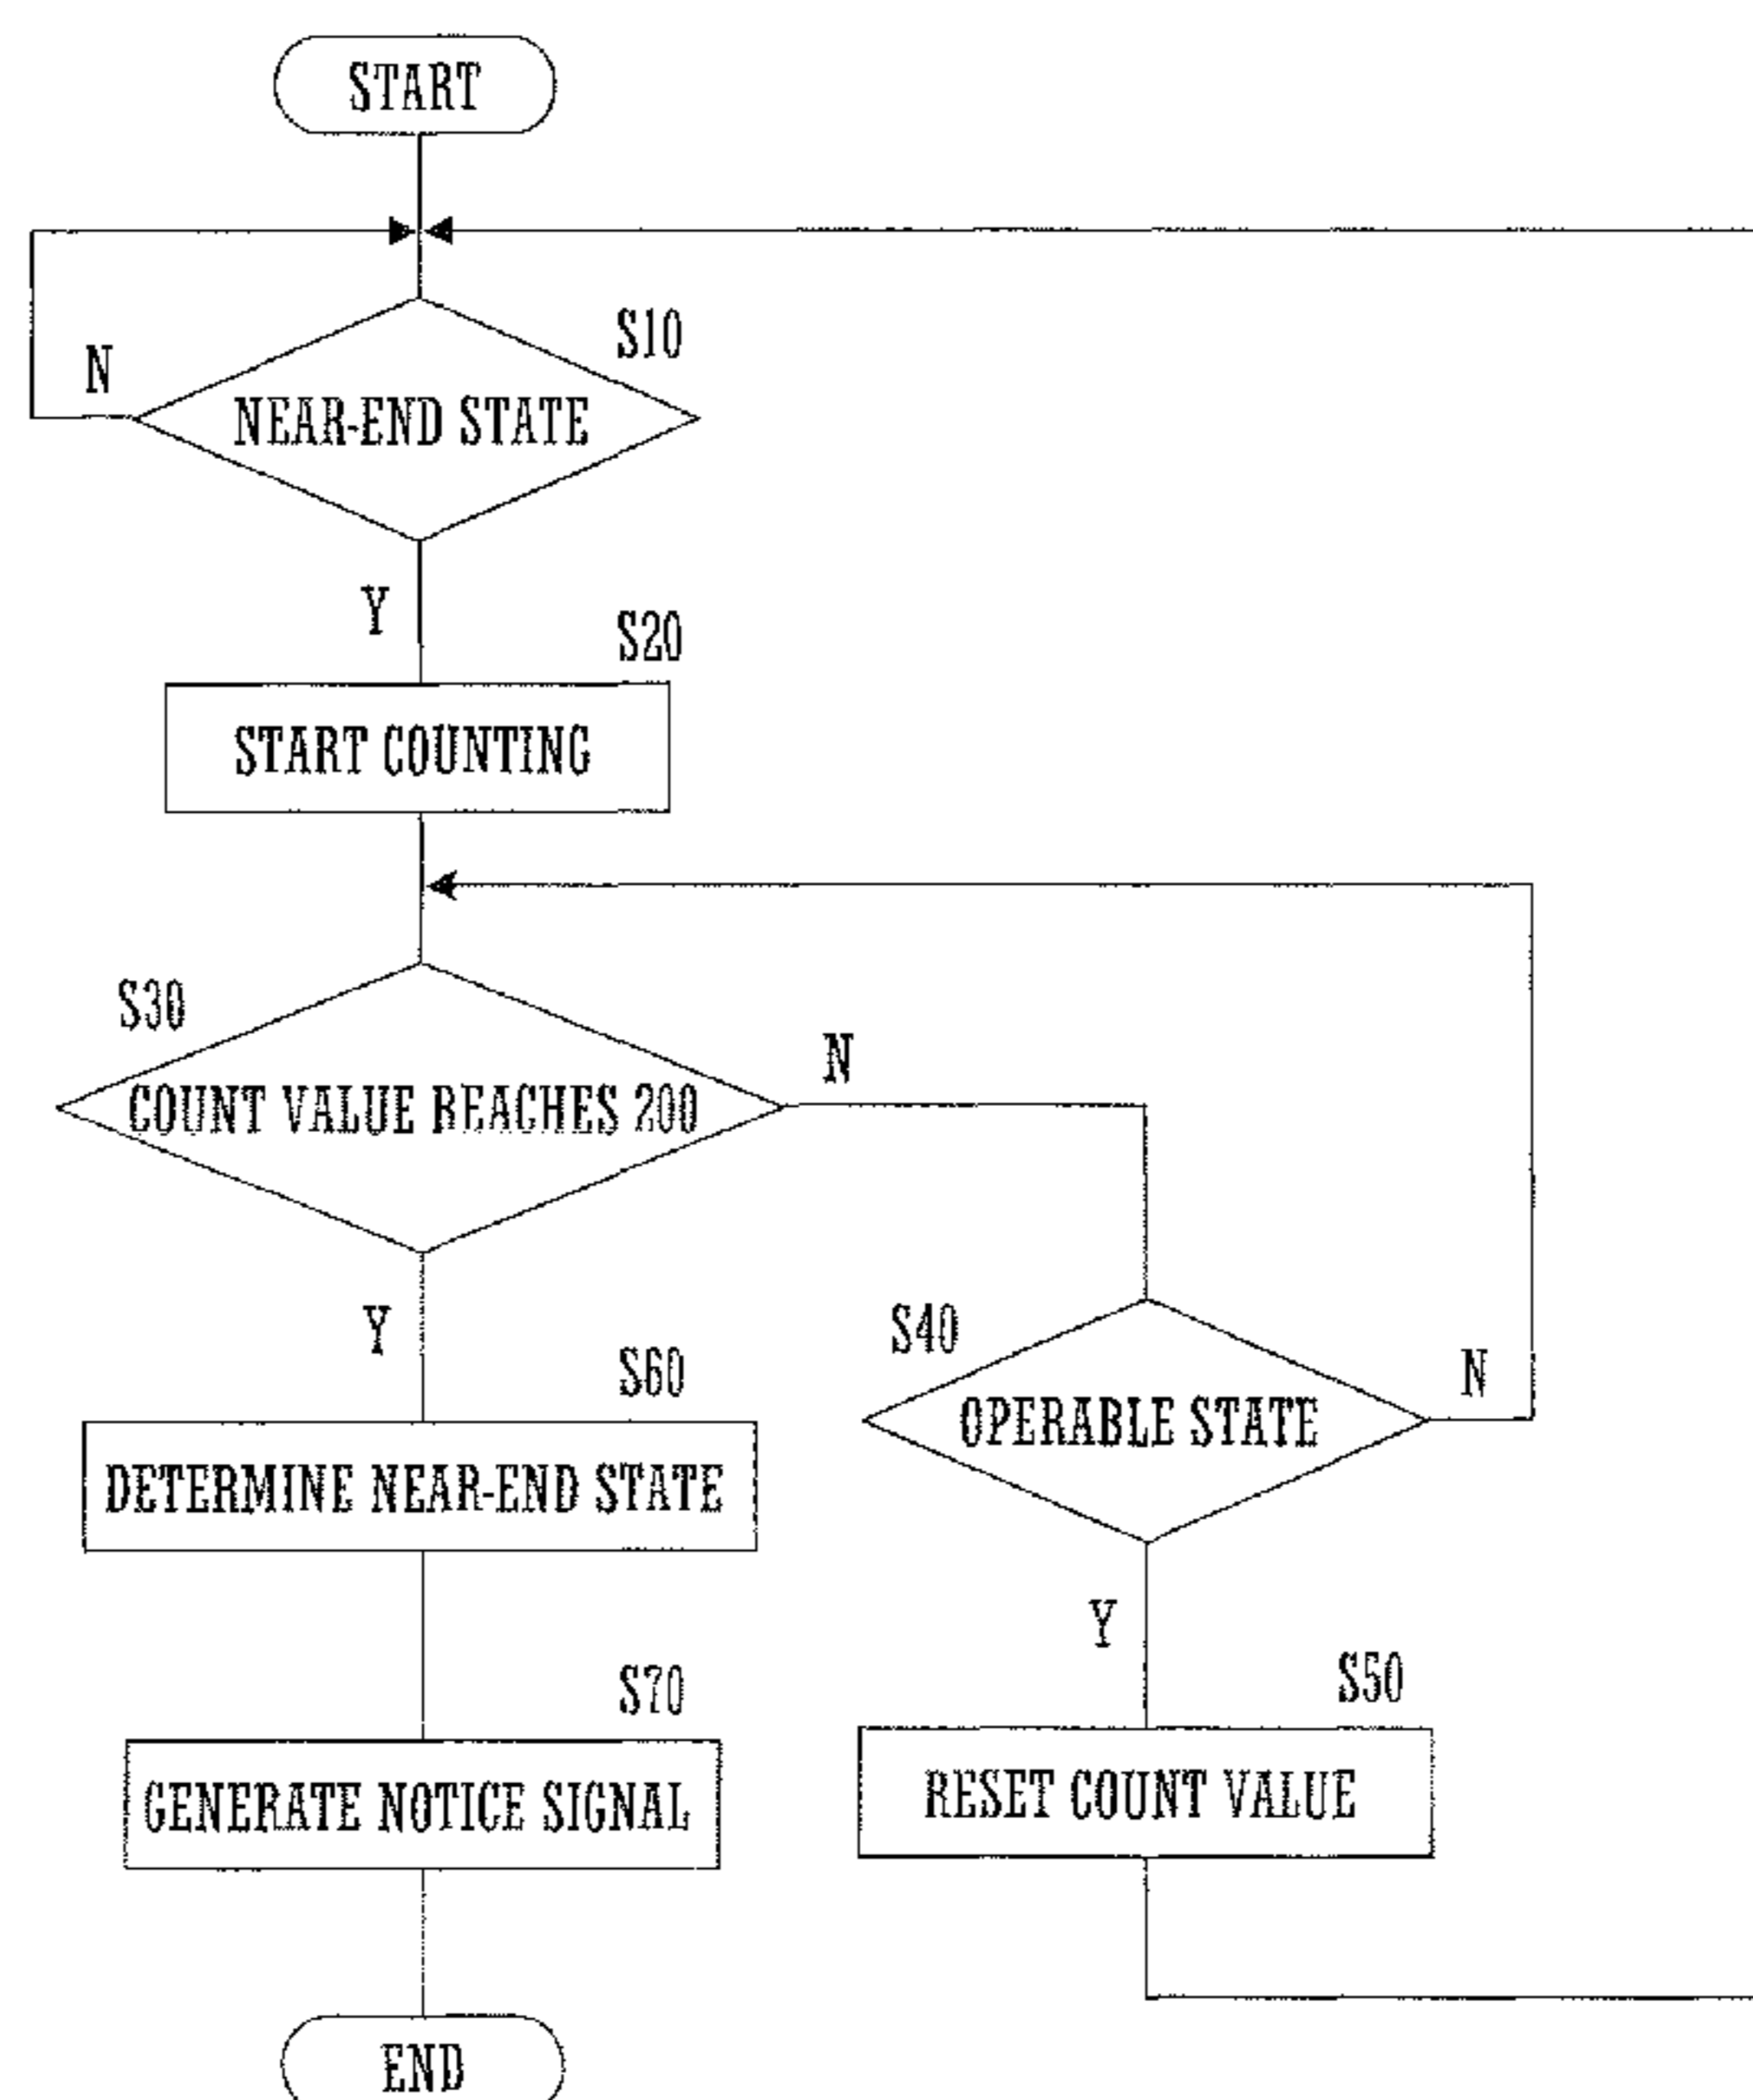 START
S10
N
NEAR-END STATE
Y
S20
START COUNTING
S30
N
COUNT VALUE REACHES 200
Y
S40
N
S60
OPERABLE STATE
DETERMINE NEAR-END STATE
Y
S70
S50
GENERATE NOTICE SIGNAL
RESET COUNT VALUE
END